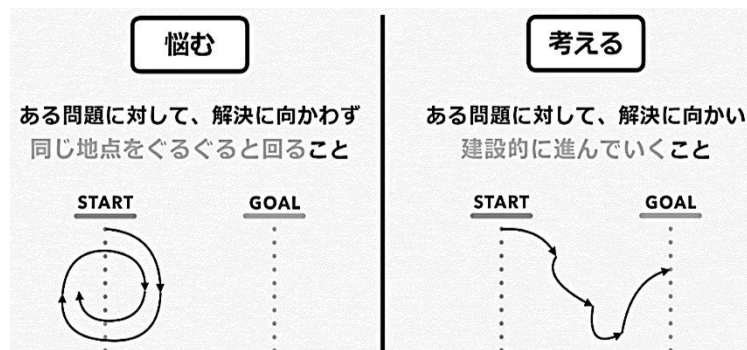 悩む
ある問題に対して、解決に向かわず
同じ地点をぐるぐると回ること
START
GOAL
考える
ある問題に対して、解決に向かい
建設的に進んでいくこと
START
GOAL